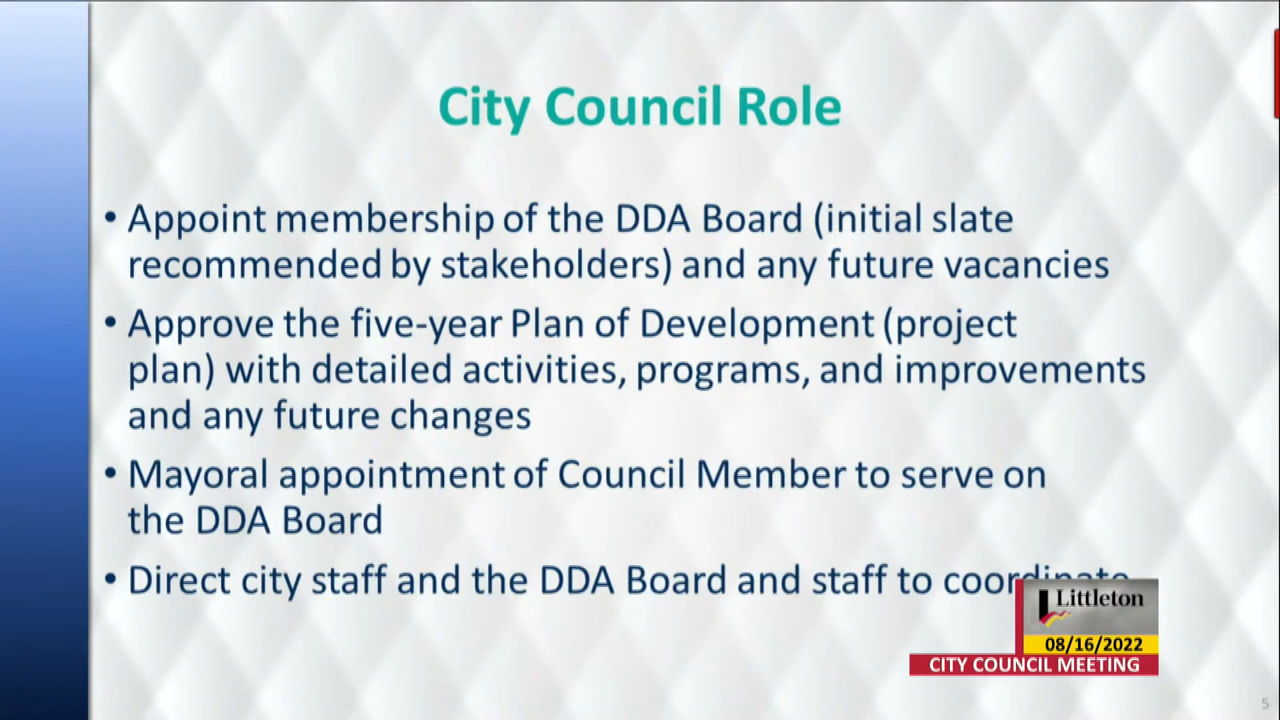 City Council Role
• Appoint membership of the DDA Board (initial slate
recommended by stakeholders) and any future vacancies
• Approve the five-year Plan of Development (project
plan) with detailed activities, programs, and improvements
and any future changes
• Mayoral appointment of Council Member to serve on
the DDA Board
• Direct city staff and the DDA Board and staff to coordinate
Littleton
08/16/2022
CITY COUNCIL MEETING
5